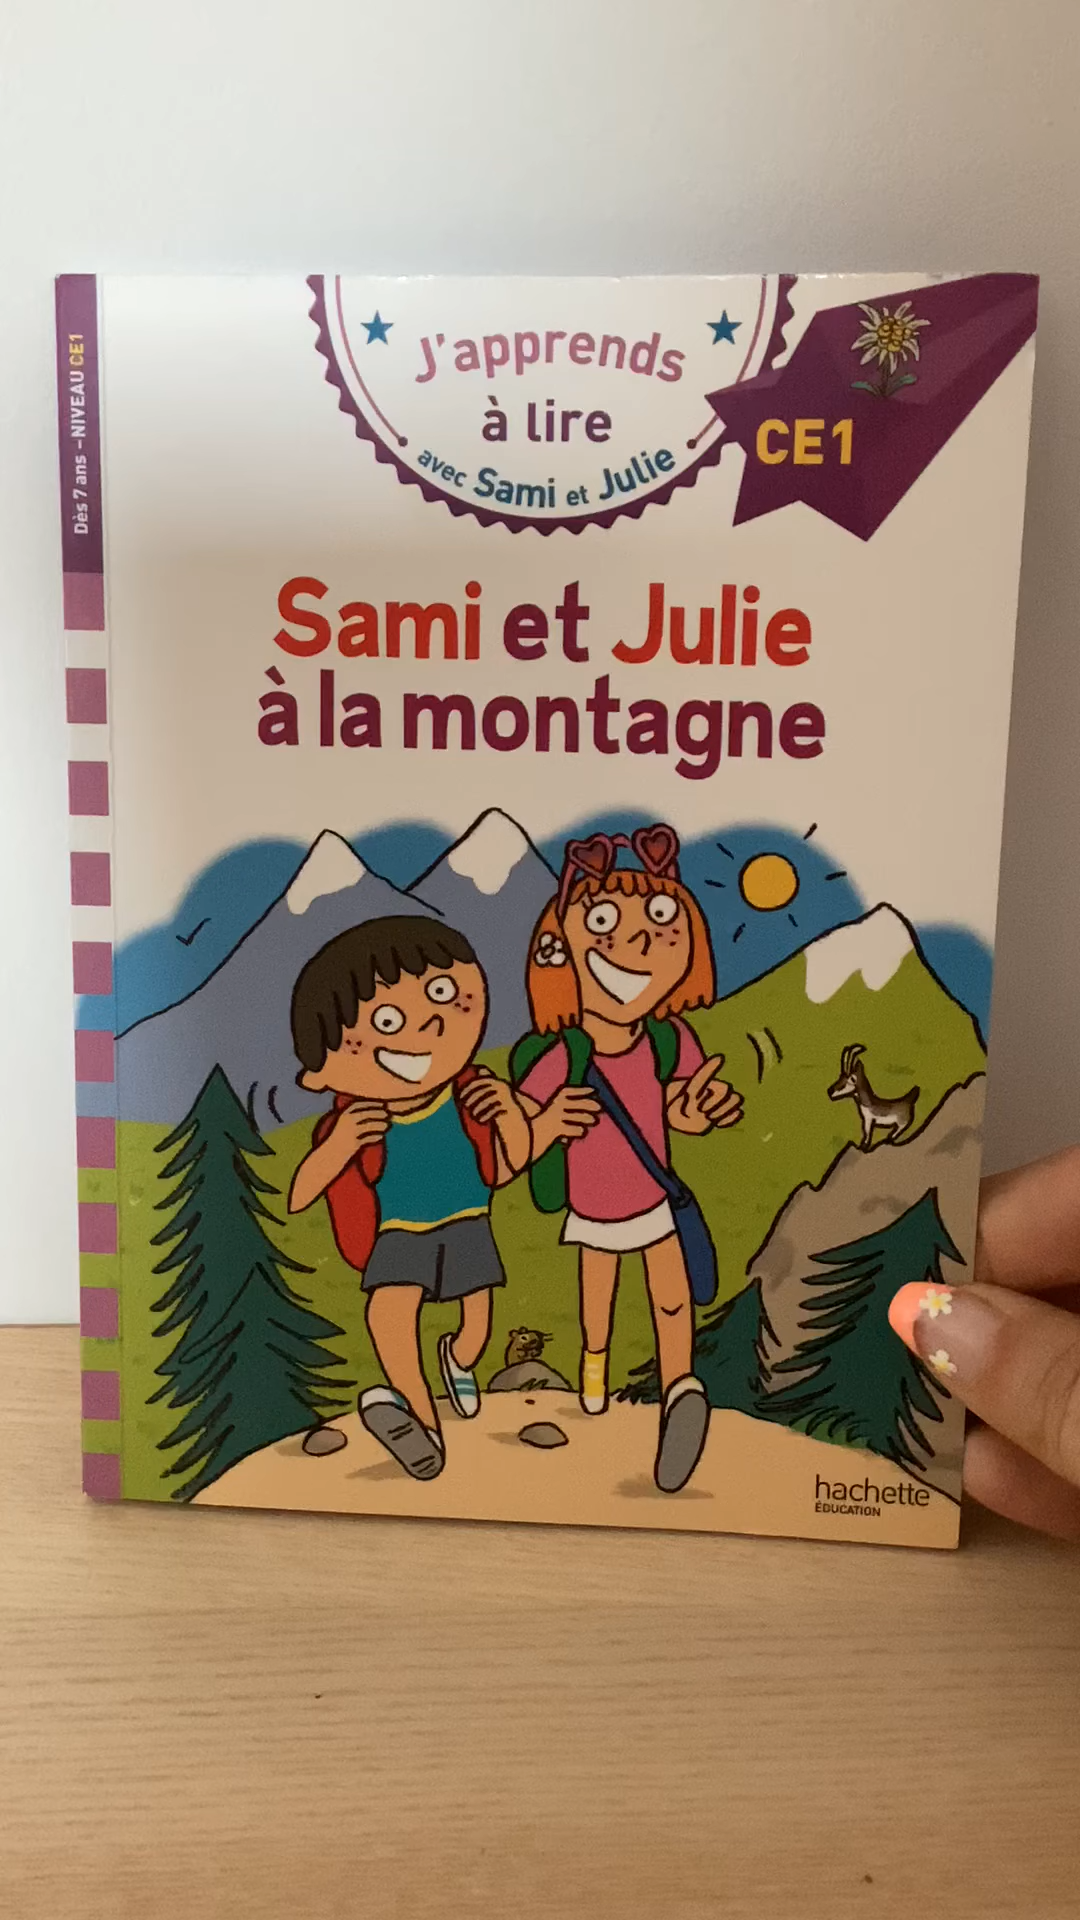 Dès 7 ans - NIVEAU CE1
J'apprends
à lire
avec Sami et Julie
CE1
Sami et Julie
à la montagne
hachette
ÉDUCATION